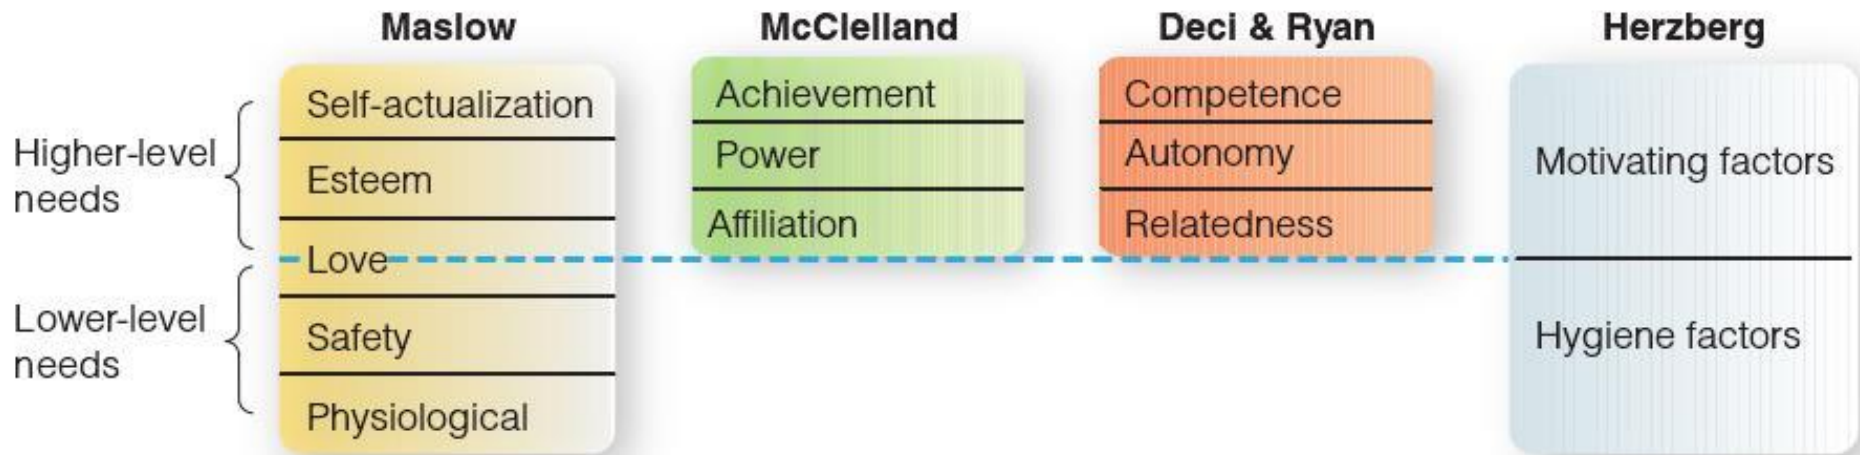 Maslow
McClelland
Deci & Ryan
Herzberg
Higher-level
needs
Lower-level
needs
Self-actualization
Esteem
Love
Safety
Physiological
Achievement
Power
Affiliation
Competence
Autonomy
Relatedness
Motivating factors
Hygiene factors